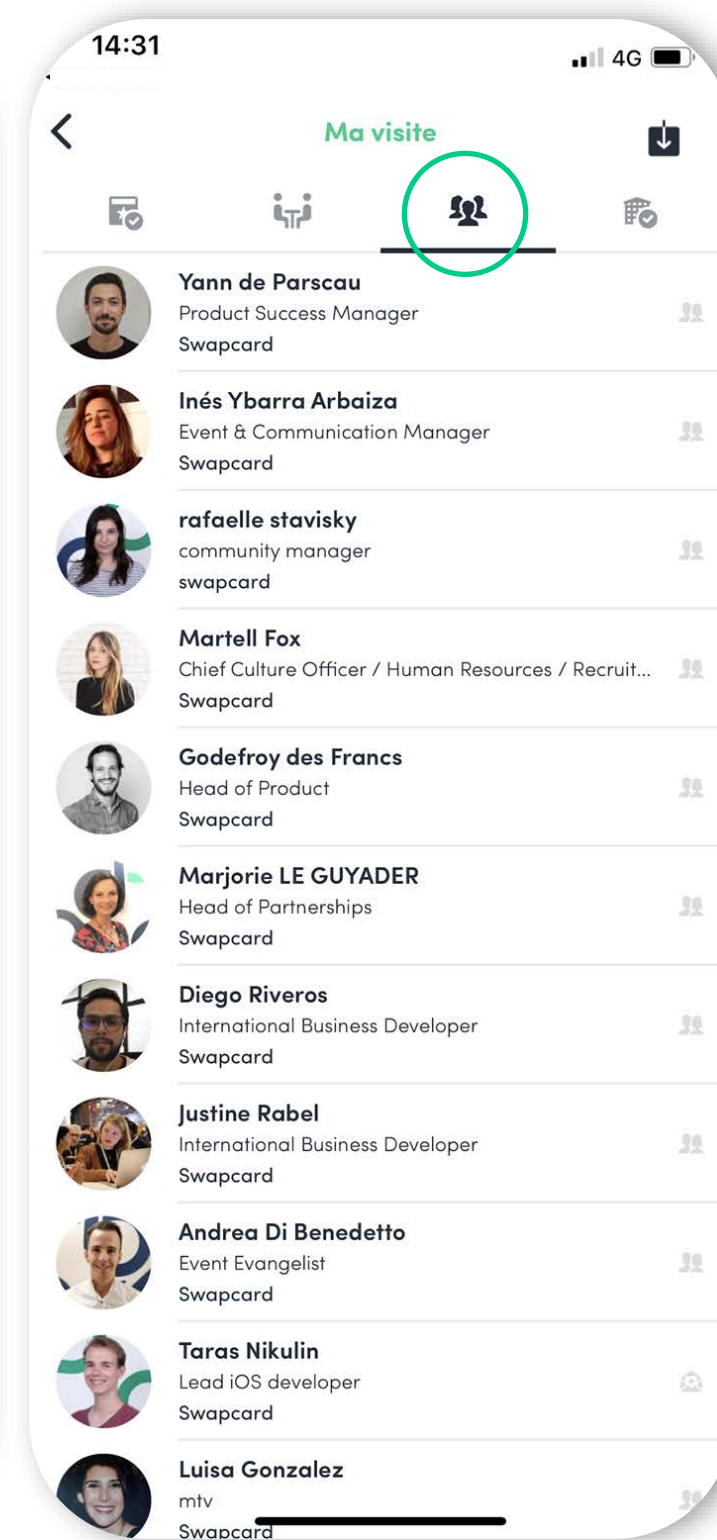 14:31
4G
Ma visite
Yann de Parscau
Product Success Manager
Swapcard
Inés Ybarra Arbaiza
Event & Communication Manager
Swapcard
rafaelle stavisky
community manager
swapcard
Martell Fox
Chief Culture Officer / Human Resources / Recruit...
Swapcard
Godefroy des Francs
Head of Product
Swapcard
Marjorie LE GUYADER
Head of Partnerships
Swapcard
Diego Riveros
International Business Developer
Swapcard
Justine Rabel
International Business Developer
Swapcard
Andrea Di Benedetto
Event Evangelist
Swapcard
Taras Nikulin
Lead iOS developer
Swapcard
Luisa Gonzalez
mtv
Swapcard